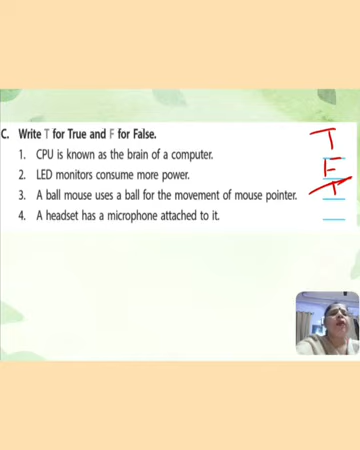 C. Write T for True and F for False.
1. CPU is known as the brain of a computer. T
2. LED monitors consume more power. F
3. A ball mouse uses a ball for the movement of mouse pointer. T
4. A headset has a microphone attached to it.